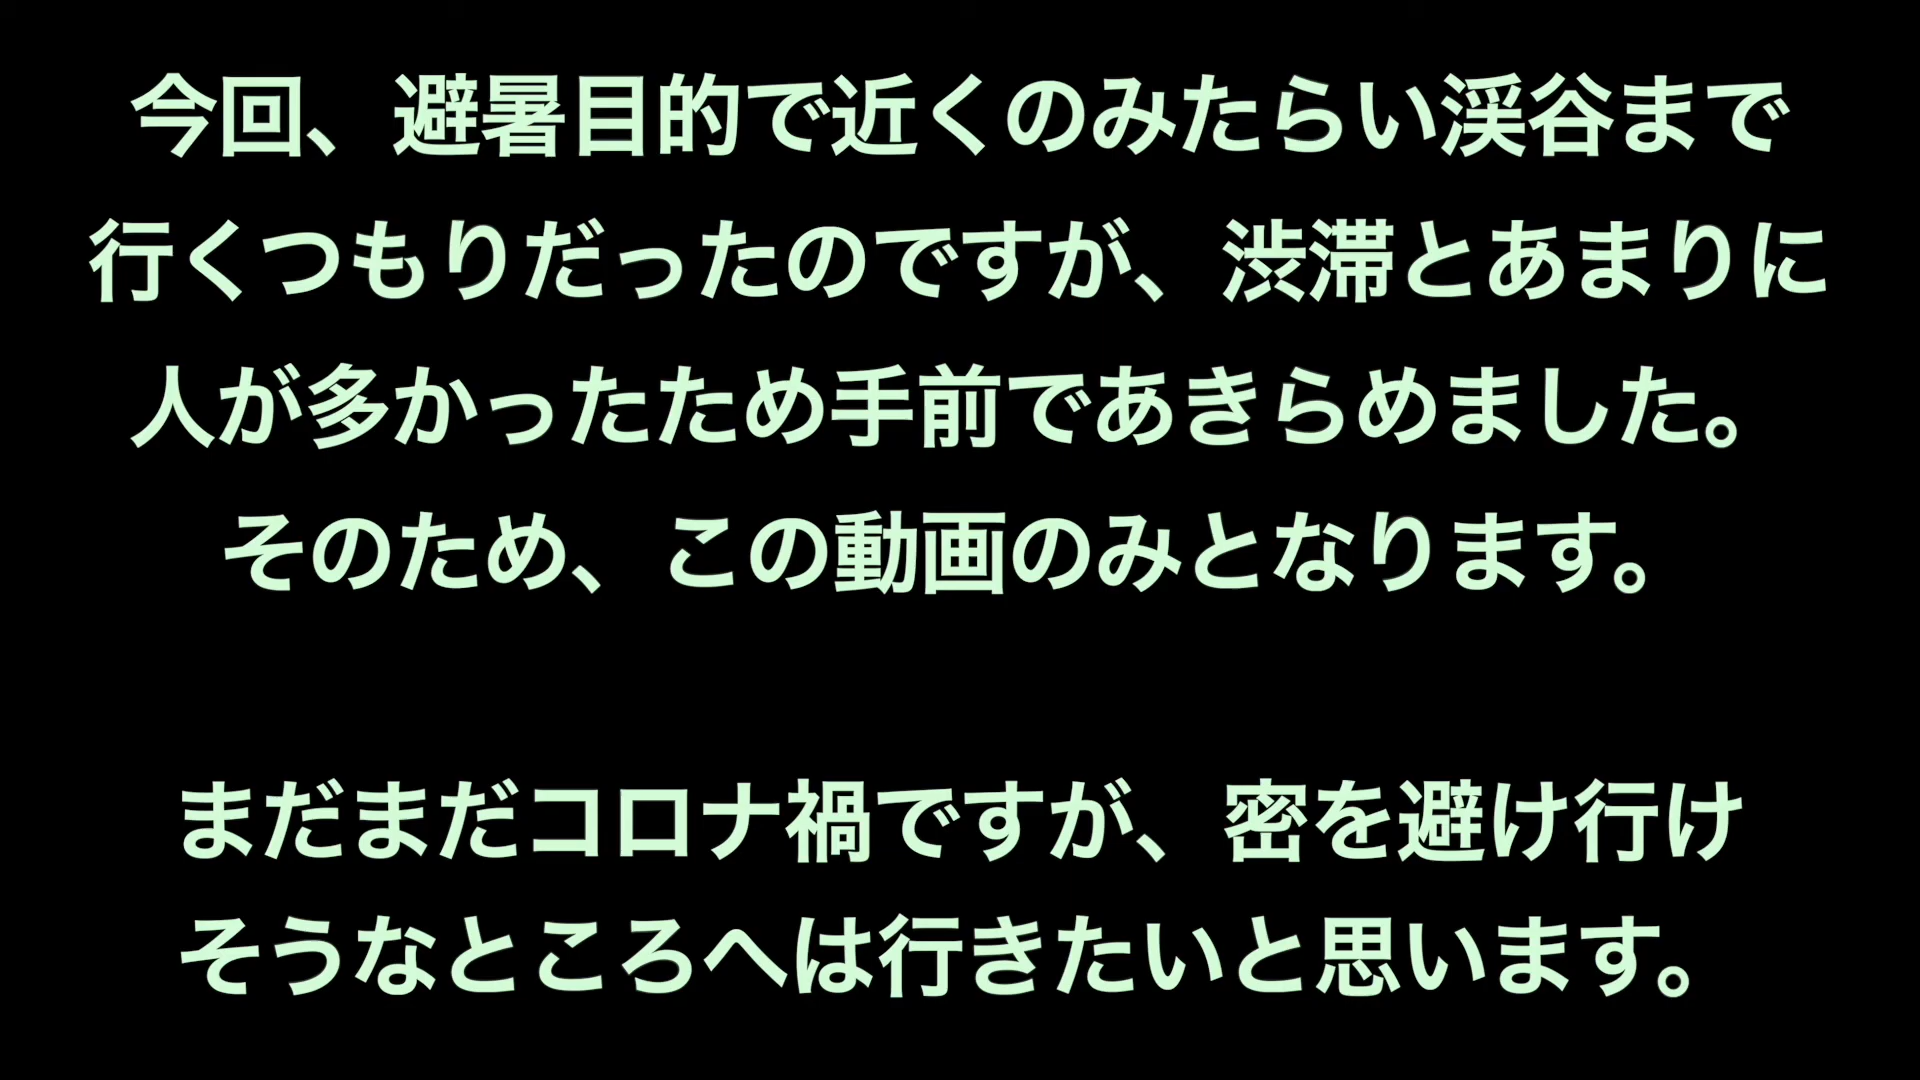 今回、避暑目的で近くのみたらい渓谷まで
行くつもりだったのですが、渋滞とあまりに
人が多かったため手前であきらめました。
そのため、この動画のみとなります。
まだまだコロナ禍ですが、密を避け行け
そうなところへは行きたいと思います。